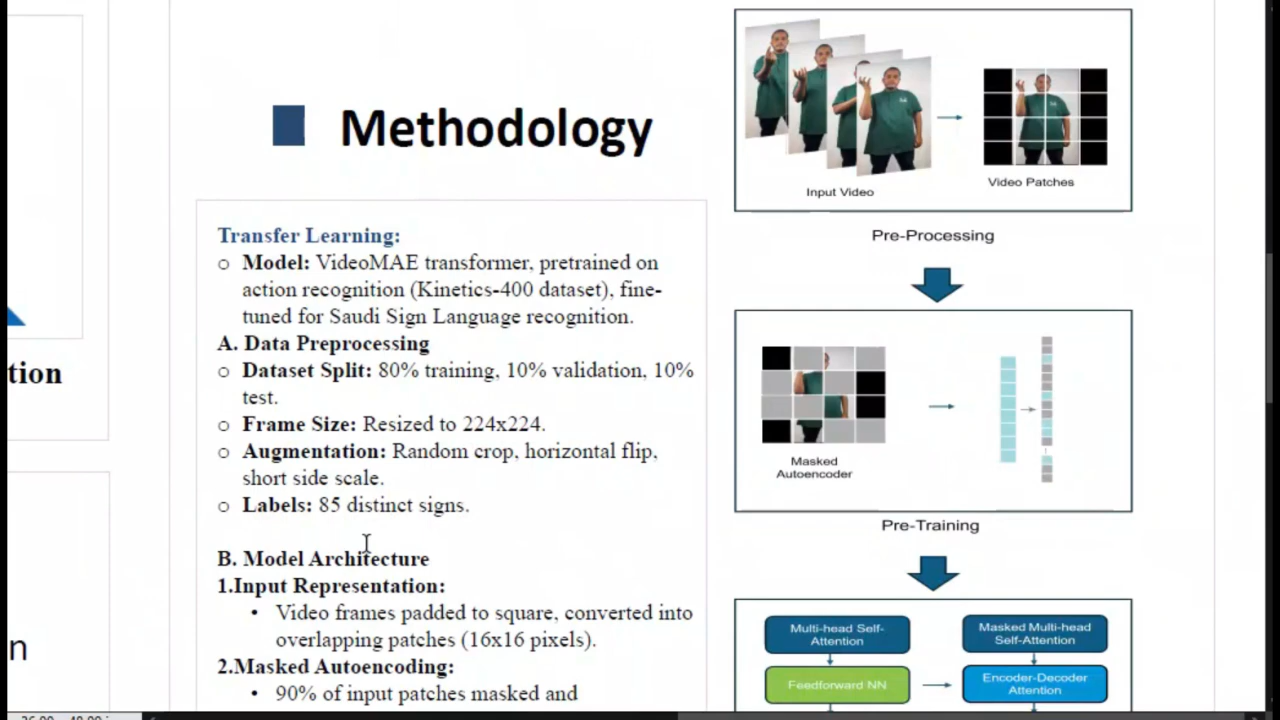 Methodology
Transfer Learning:
o Model: VideoMAE transformer, pretrained on
action recognition (Kinetics-400 dataset), fine-
tuned for Saudi Sign Language recognition.
A. Data Preprocessing
o Dataset Split: 80% training, 10% validation, 10%
test.
o Frame Size: Resized to 224x224.
o Augmentation: Random crop, horizontal flip,
short side scale.
o Labels: 85 distinct signs.
B. Model Architecture
1.Input Representation:
• Video frames padded to square, converted into
overlapping patches (16x16 pixels).
2.Masked Autoencoding:
• 90% of input patches masked and
Input Video
Video Patches
Pre-Processing
Masked
Autoencoder
Pre-Training
Multi-head Self-
Attention
Masked Multi-head
Self-Attention
Feedforward NN
Encoder-Decoder
Attention
tion
n